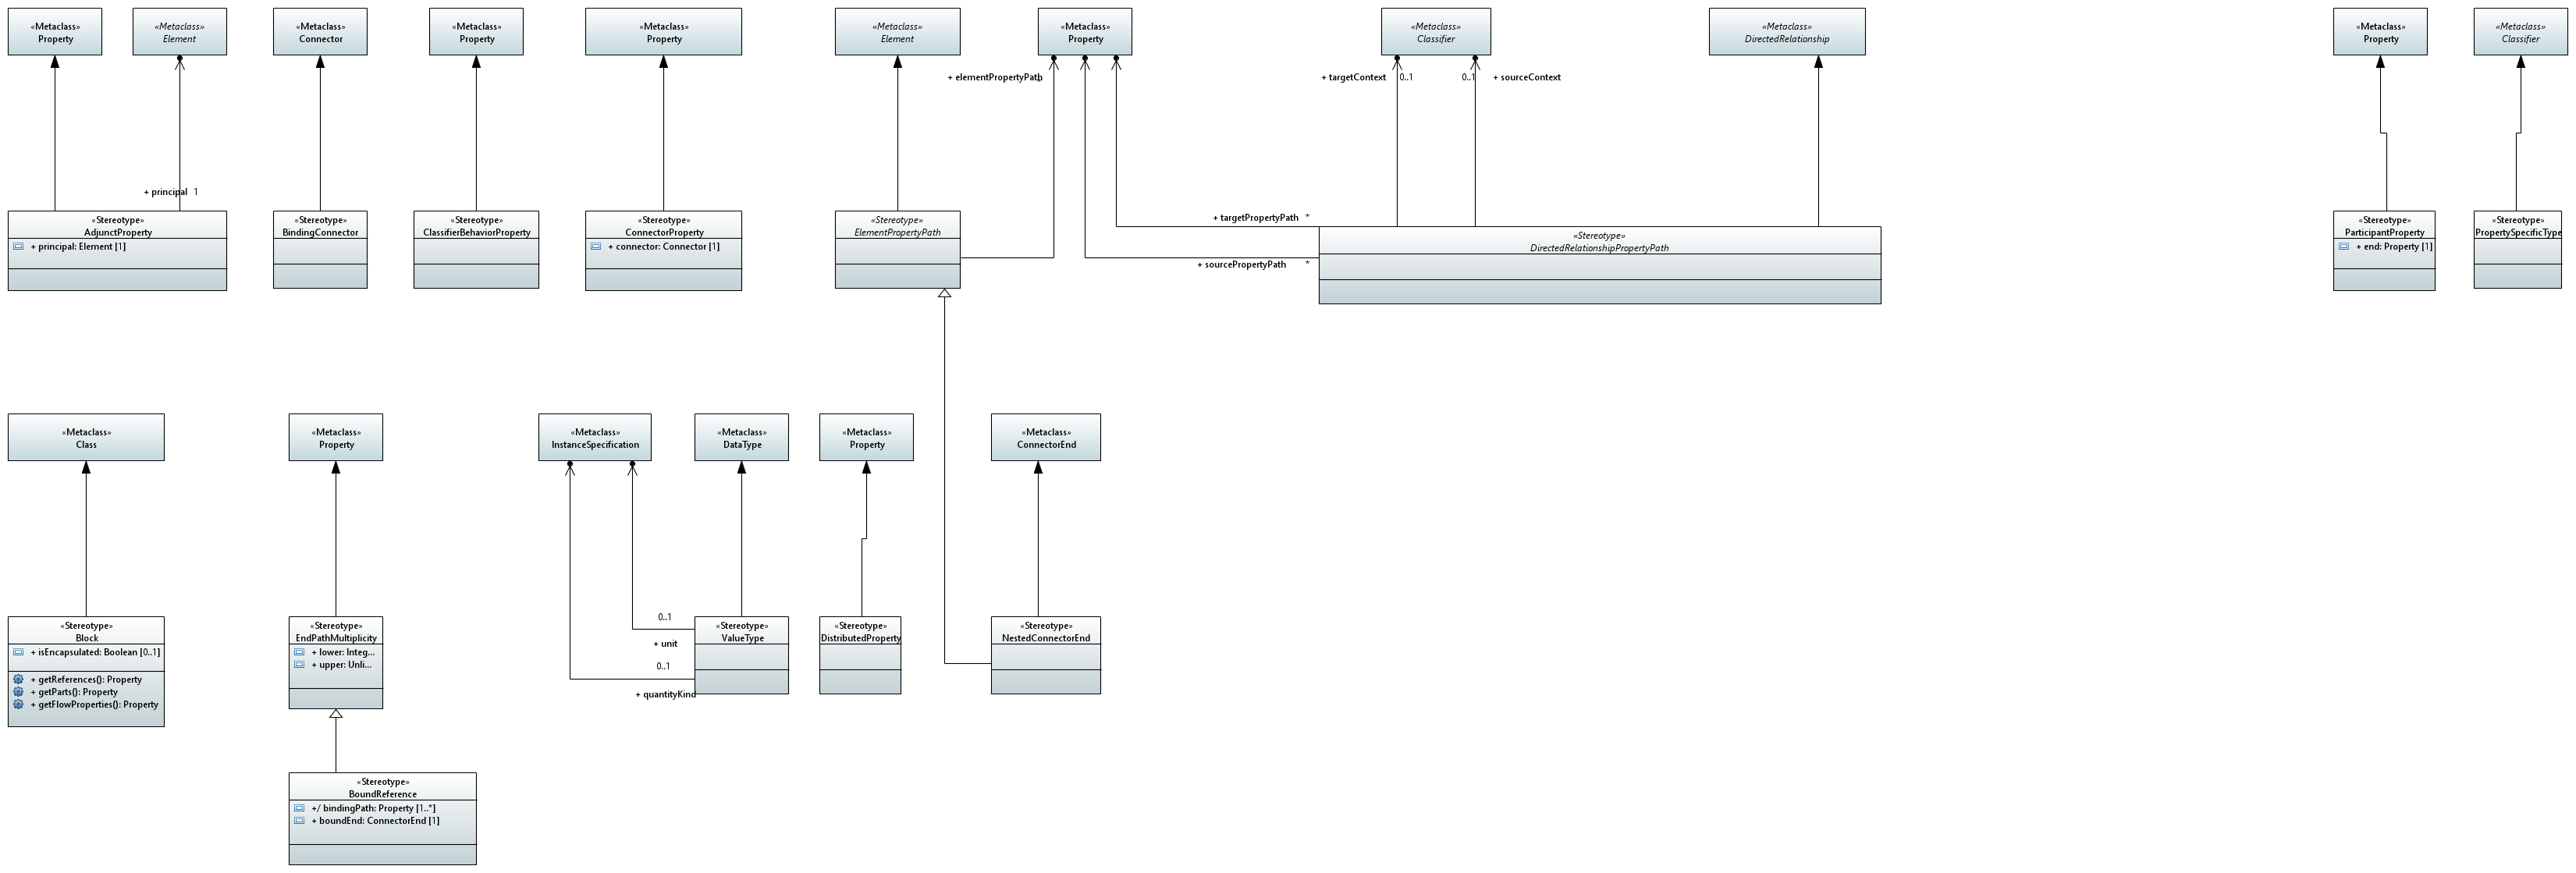 «Metaclass»
Property
«Metaclass»
Element
«Metaclass»
Connector
«Metaclass»
Property
«Metaclass»
Property
«Metaclass»
Element
«Metaclass»
Property
«Metaclass»
Classifier
«Metaclass»
DirectedRelationship
«Metaclass»
Property
«Metaclass»
Classifier
+ elementPropertyPath
+ targetContext
0..1
0..1
+ sourceContext
+ principal 1
«Stereotype»
AdjunctProperty
+ principal: Element [1]
«Stereotype»
BindingConnector
«Stereotype»
ClassifierBehaviorProperty
«Stereotype»
ConnectorProperty
+ connector: Connector [1]
«Stereotype»
ElementPropertyPath
+ targetPropertyPath *
+ sourcePropertyPath *
«Stereotype»
DirectedRelationshipPropertyPath
«Stereotype»
ParticipantProperty
+ end: Property [1]
«Stereotype»
PropertySpecificType
«Metaclass»
Class
«Metaclass»
Property
«Metaclass»
InstanceSpecification
«Metaclass»
DataType
«Metaclass»
Property
«Metaclass»
ConnectorEnd
«Stereotype»
Block
+ isEncapsulated: Boolean [0..1]
+ getReferences(): Property
+ getParts(): Property
+ getFlowProperties(): Property
«Stereotype»
EndPathMultiplicity
+ lower: Integ...
+ upper: Unli...
0..1
+ unit
0..1
+ quantityKind
«Stereotype»
ValueType
«Stereotype»
DistributedProperty
«Stereotype»
NestedConnectorEnd
«Stereotype»
BoundReference
+/ bindingPath: Property [1..*]
+ boundEnd: ConnectorEnd [1]